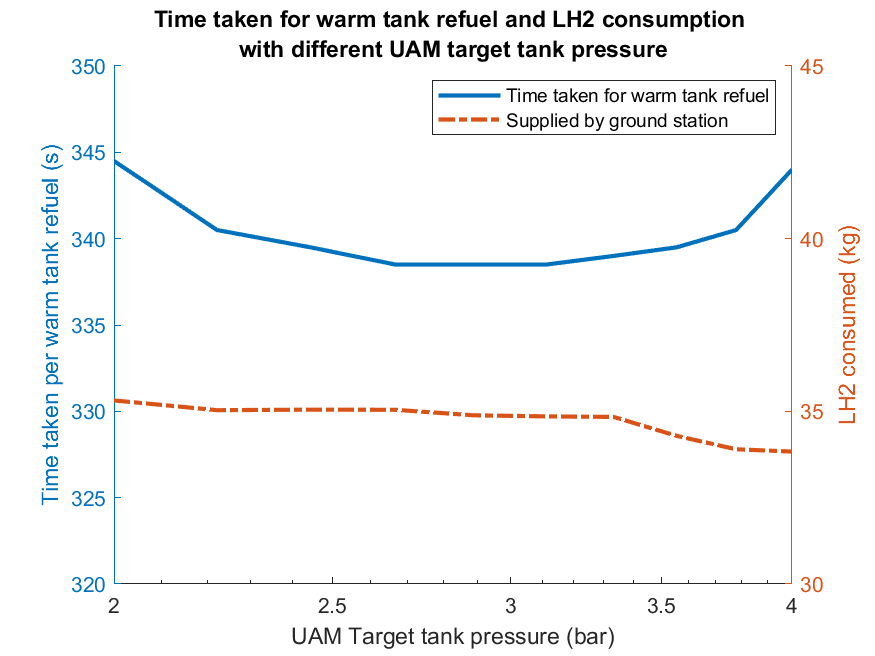 Time taken for warm tank refuel and LH2 consumption
with different UAM target tank pressure
350
345
340
335
330
325
320
Time taken per warm tank refuel (s)
Time taken for warm tank refuel
Supplied by ground station
45
40
35
30
LH2 consumed (kg)
2
2.5
3
3.5
4
UAM Target tank pressure (bar)